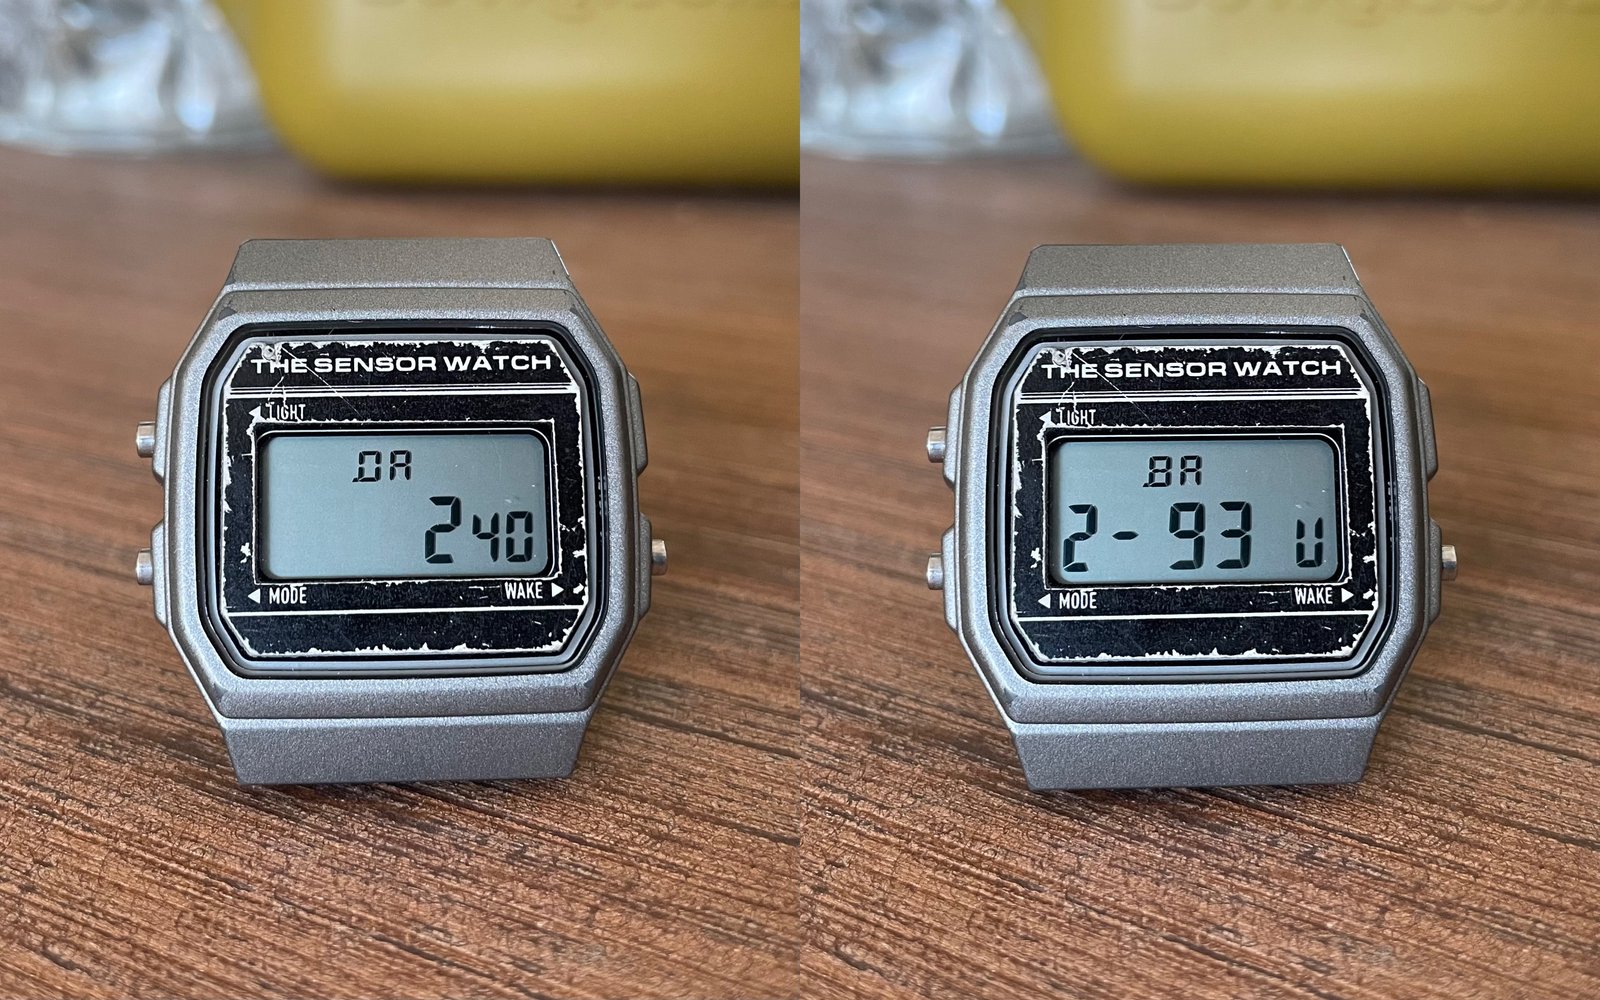 THE SENSOR WATCH
LIGHT
DA
240
MODE
WAKE
THE SENSOR WATCH
LIGHT
BA
2-93 U
MODE
WAKE